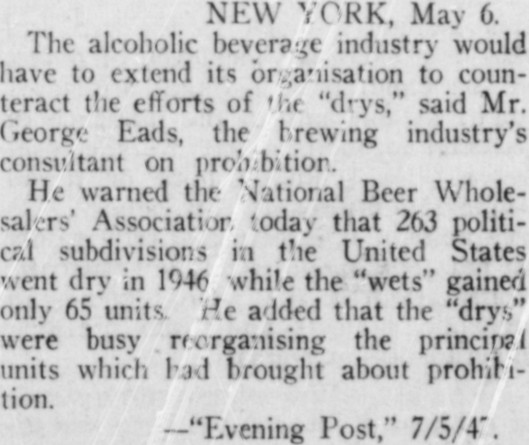 NEW YORK, May 6.
The alcoholic beverage industry would
have to extend its organisation to coun-
teract the efforts of the "drys," said Mr.
George Eads, the brewing industry's
consultant on prohibition.
He warned the National Beer Whole-
salers' Association today that 263 politi-
cal subdivisions in the United States
went dry in 1946 while the "wets" gained
only 65 units. He added that the "drys"
were busy reorganising the principal
units which had brought about prohibi-
tion.
—"Evening Post,"